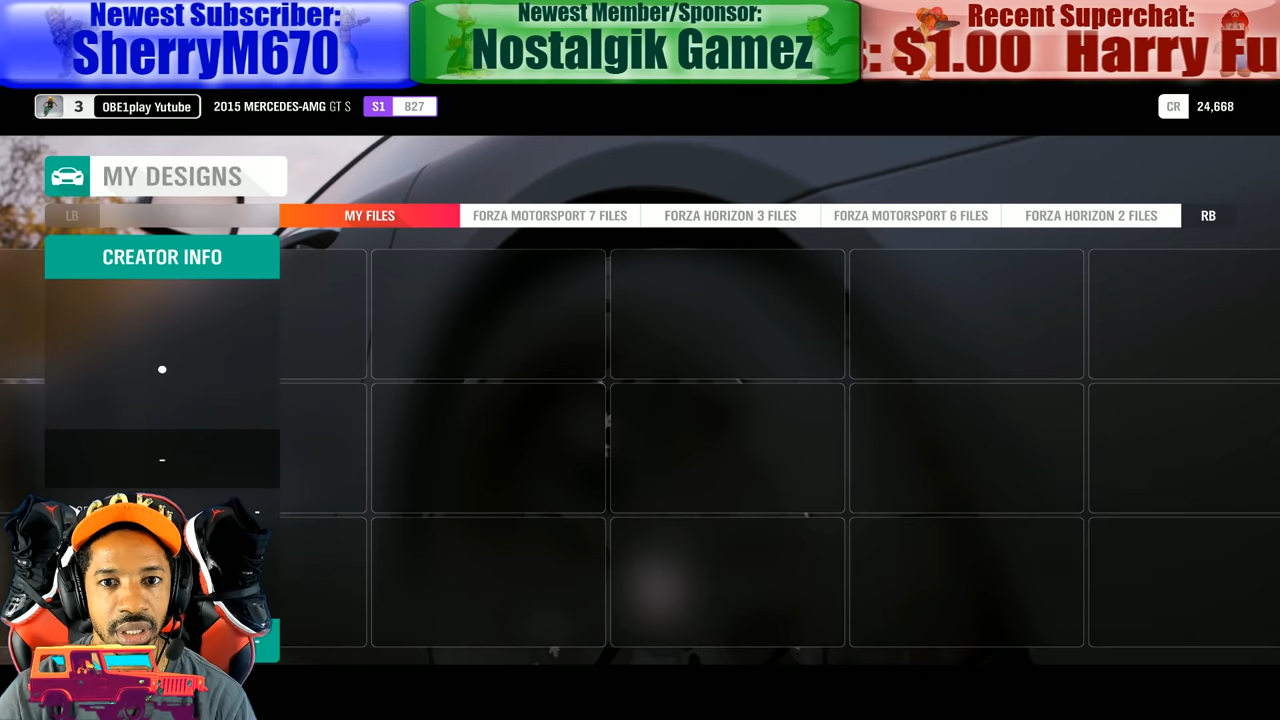 Newest Subscriber:
SherryM670
Newest Member/Sponsor:
Nostalgik Gamez
Recent Superchat:
: $1.00 Harry Fu
3 OBE1play Yutube 2015 MERCEDES-AMG GT S S1 827
CR 24,668
MY DESIGNS
LB MY FILES FORZA MOTORSPORT 7 FILES FORZA HORIZON 3 FILES FORZA MOTORSPORT 6 FILES FORZA HORIZON 2 FILES RB
CREATOR INFO
GOKU